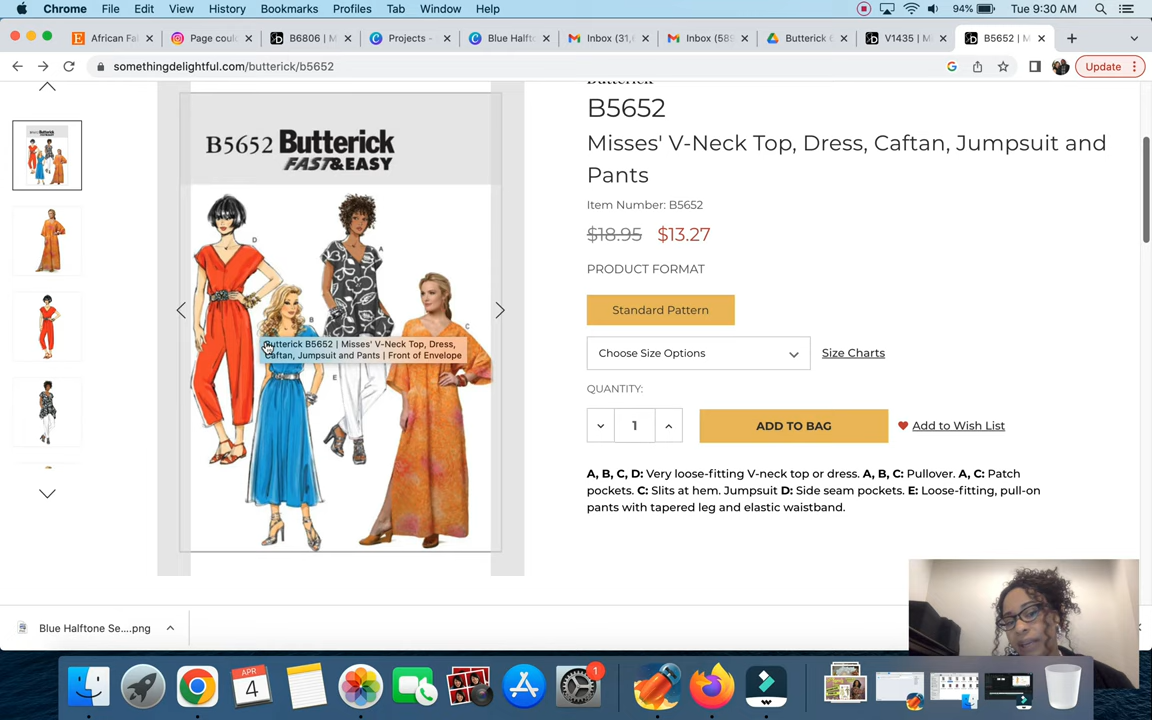 Chrome File Edit View History Bookmarks Profiles Tab Window Help 94% Tue 9:30 AM
African Fa Instagram Page coul B6806 | M Projects - Blue Halft Inbox (31, Inbox (589 Butterick V1435 | M B5652 | M
somethingdelightful.com/butterick/b5652 Update
Butterick
B5652
Misses' V-Neck Top, Dress, Caftan, Jumpsuit and
Pants
Item Number: B5652
$18.95 $13.27
PRODUCT FORMAT
Standard Pattern
Choose Size Options Size Charts
QUANTITY:
1 ADD TO BAG Add to Wish List
A, B, C, D: Very loose-fitting V-neck top or dress. A, B, C: Pullover. A, C: Patch
pockets. C: Slits at hem. Jumpsuit D: Side seam pockets. E: Loose-fitting, pull-on
pants with tapered leg and elastic waistband.
B5652 Butterick
FAST&EASY
D
A
B
C
Butterick B5652 | Misses' V-Neck Top, Dress,
Caftan, Jumpsuit and Pants | Front of Envelope
E
Blue Halftone Se....png
APR
4
1